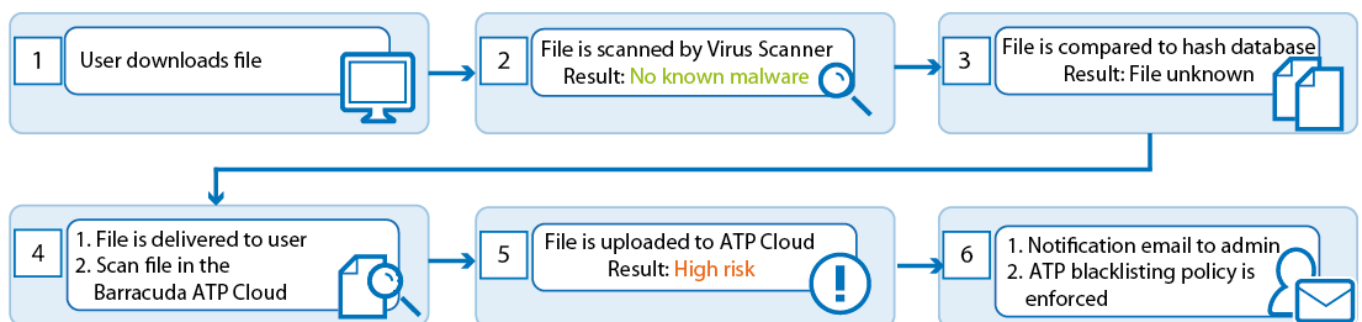 1
User downloads file
2
File is scanned by Virus Scanner
Result: No known malware
3
File is compared to hash database
Result: File unknown
4
1. File is delivered to user
2. Scan file in the
Barracuda ATP Cloud
5
File is uploaded to ATP Cloud
Result: High risk
6
1. Notification email to admin
2. ATP blacklisting policy is
enforced